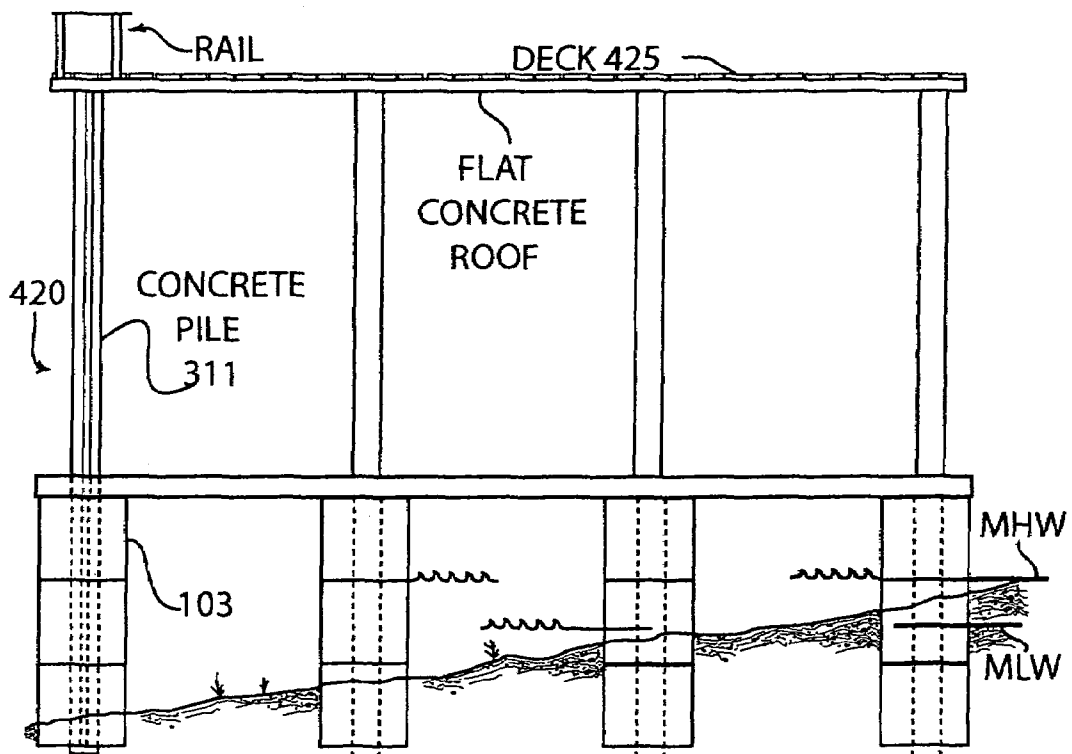 RAIL
DECK 425
FLAT
CONCRETE
ROOF
420
CONCRETE
PILE
311
MHW
103
MLW